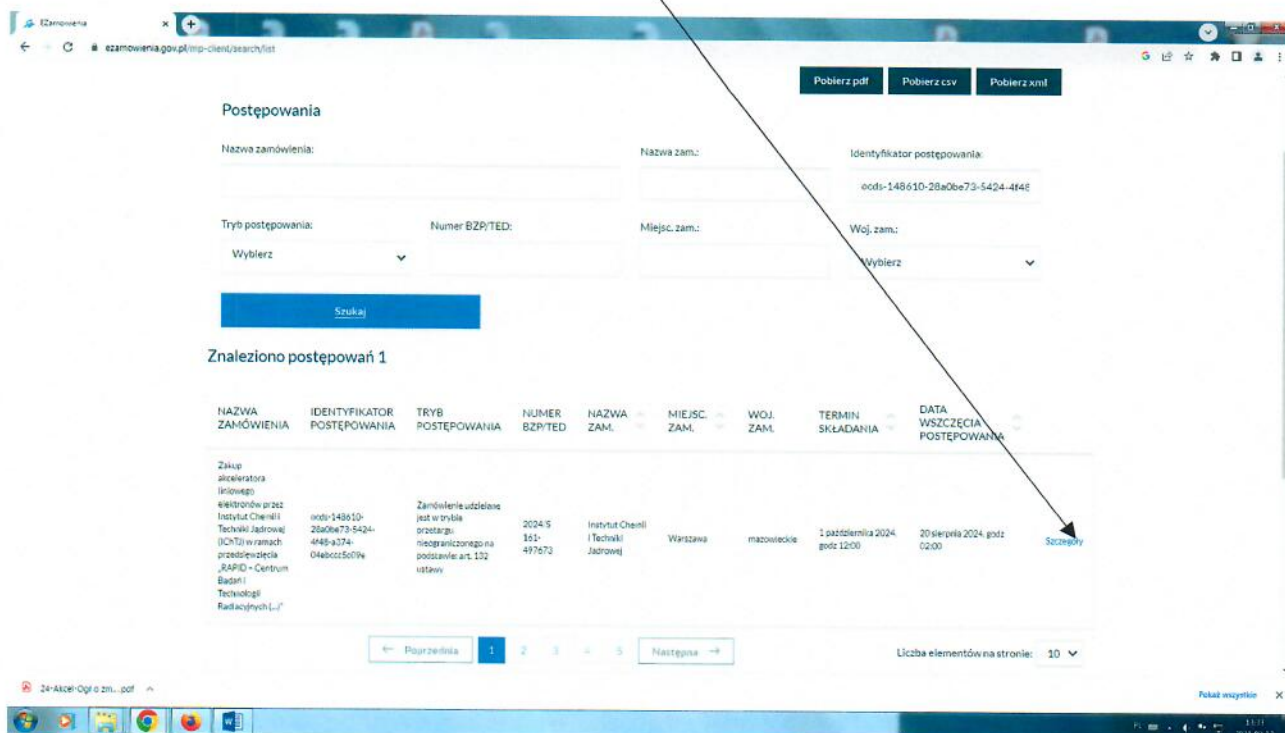 EZamowienia
ezamowienia.gov.pl/mp-client/search/list
Pobierz pdf
Pobierz csv
Pobierz xml
Postępowania
Nazwa zamówienia:
Nazwa zam.:
Identyfikator postępowania:
ocds-148610-28a0be73-5424-4f48
Tryb postępowania:
Numer BZP/TED:
Miejsc. zam.:
Woj. zam.:
Wybierz
Wybierz
Szukaj
Znaleziono postępowań 1
NAZWA
ZAMÓWIENIA
IDENTYFIKATOR
POSTĘPOWANIA
TRYB
POSTĘPOWANIA
NUMER
BZP/TED
NAZWA
ZAM.
MIEJSC.
ZAM.
WOJ.
ZAM.
TERMIN
SKŁADANIA
DATA
WSZCZĘCIA
POSTĘPOWANIA
Zakup
akceleratora
liniowego
elektronów przez
Instytut Chemii i
Techniki Jądrowej
(IChTJ) w ramach
przedsięwzięcia
„RAPID – Centrum
Badań i
Technologii
Radiacyjnych (...)"
ocds-148610-
28a0be73-5424-
4f48-a374-
04ebccc5c09e
Zamówienie udzielane
jest w trybie
przetargu
nieograniczonego na
podstawie: art. 132
ustawy
2024/S
161-
497673
Instytut Chemii
i Techniki
Jądrowej
Warszawa
mazowieckie
1 października 2024,
godz 12:00
20 sierpnia 2024, godz
02:00
Szczegóły
← Poprzednia
1
2
3
4
5
Następna →
Liczba elementów na stronie:
10
24-Akcel-Ogł o zm....pdf
Pokaż wszystkie
PL